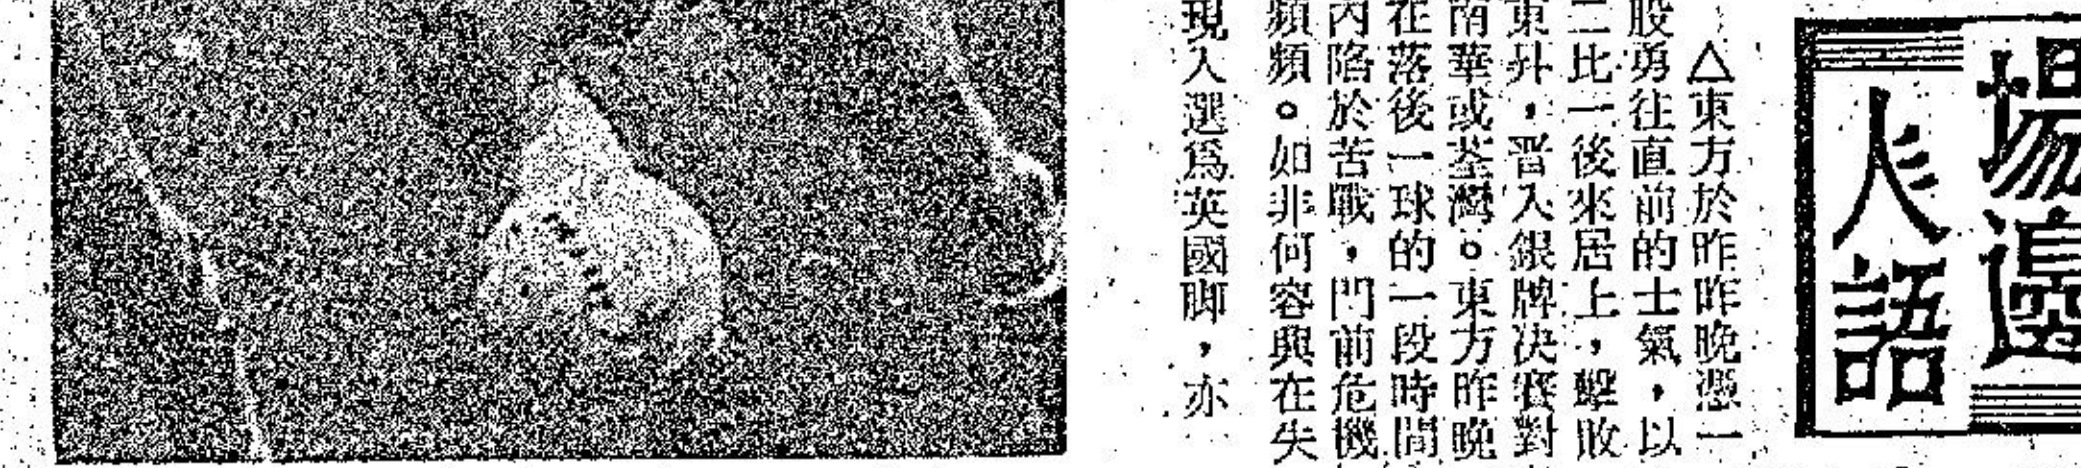 場邊
人語
△東方於昨昨晚憑一
股勇往直前的士氣，以
二比一後來居上，擊敗
東昇，晋入銀牌決賽對
南華或荃灣。東方昨晚
在落後一球的一段時間
內陷於苦戰，門前危機
頻頻。如非何容興在失
現入選爲英國脚，亦